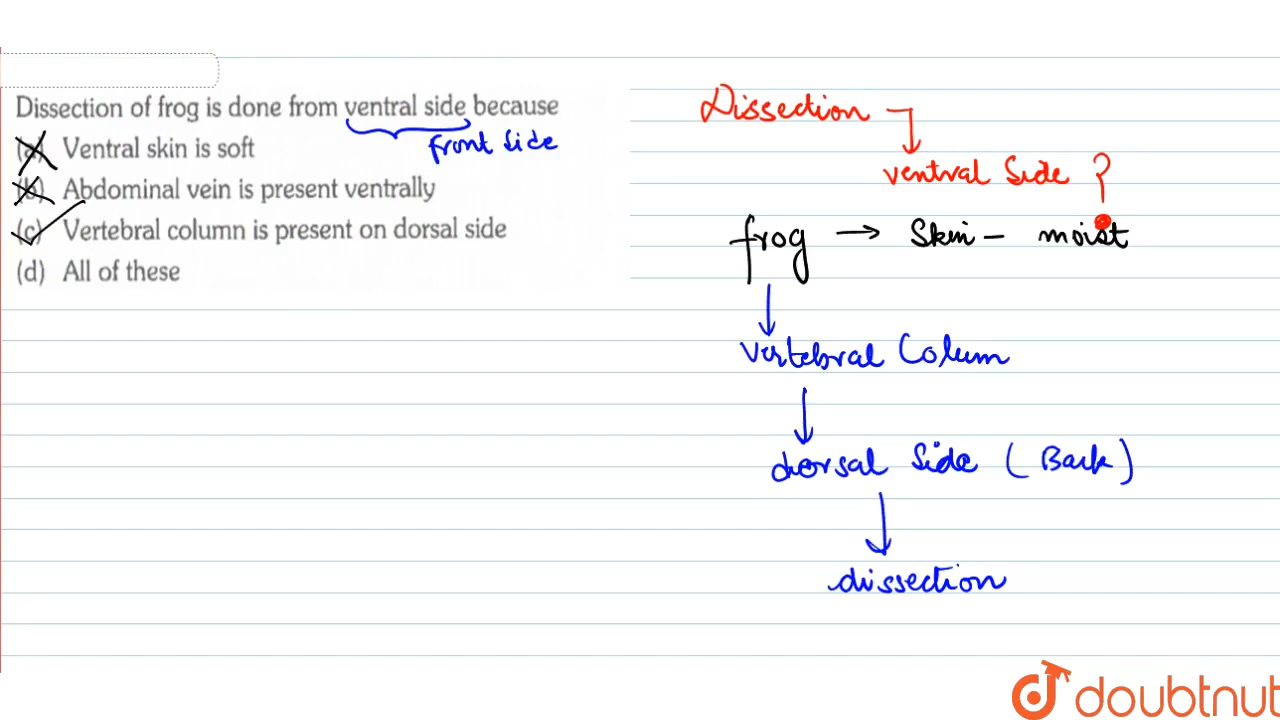 Dissection of frog is done from ventral side because
front side
(a) Ventral skin is soft
(b) Abdominal vein is present ventrally
(c) Vertebral column is present on dorsal side
(d) All of these
Dissection
ventral side ?
frog → skin – moist
vertebral Colum
dorsal side (Back)
dissection
doubtnut